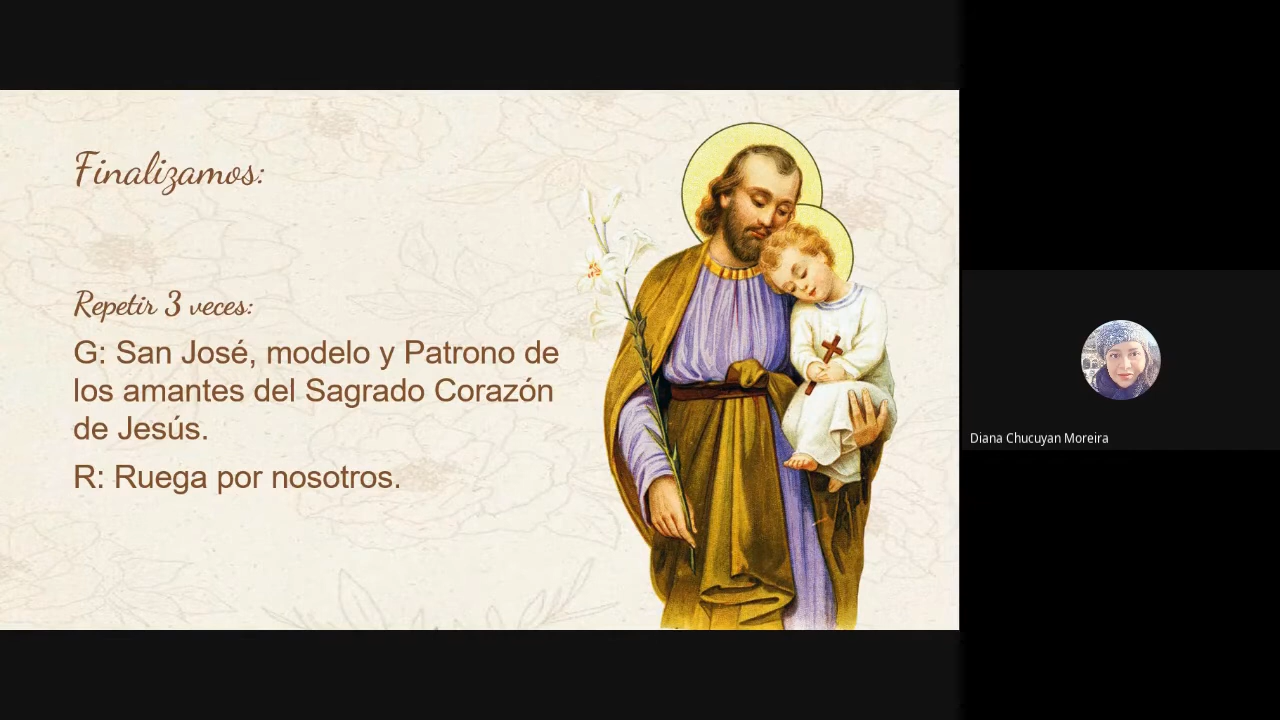 Finalizamos:
Repetir 3 veces:
G: San José, modelo y Patrono de
los amantes del Sagrado Corazón
de Jesús.
R: Ruega por nosotros.
Diana Chucuyan Moreira